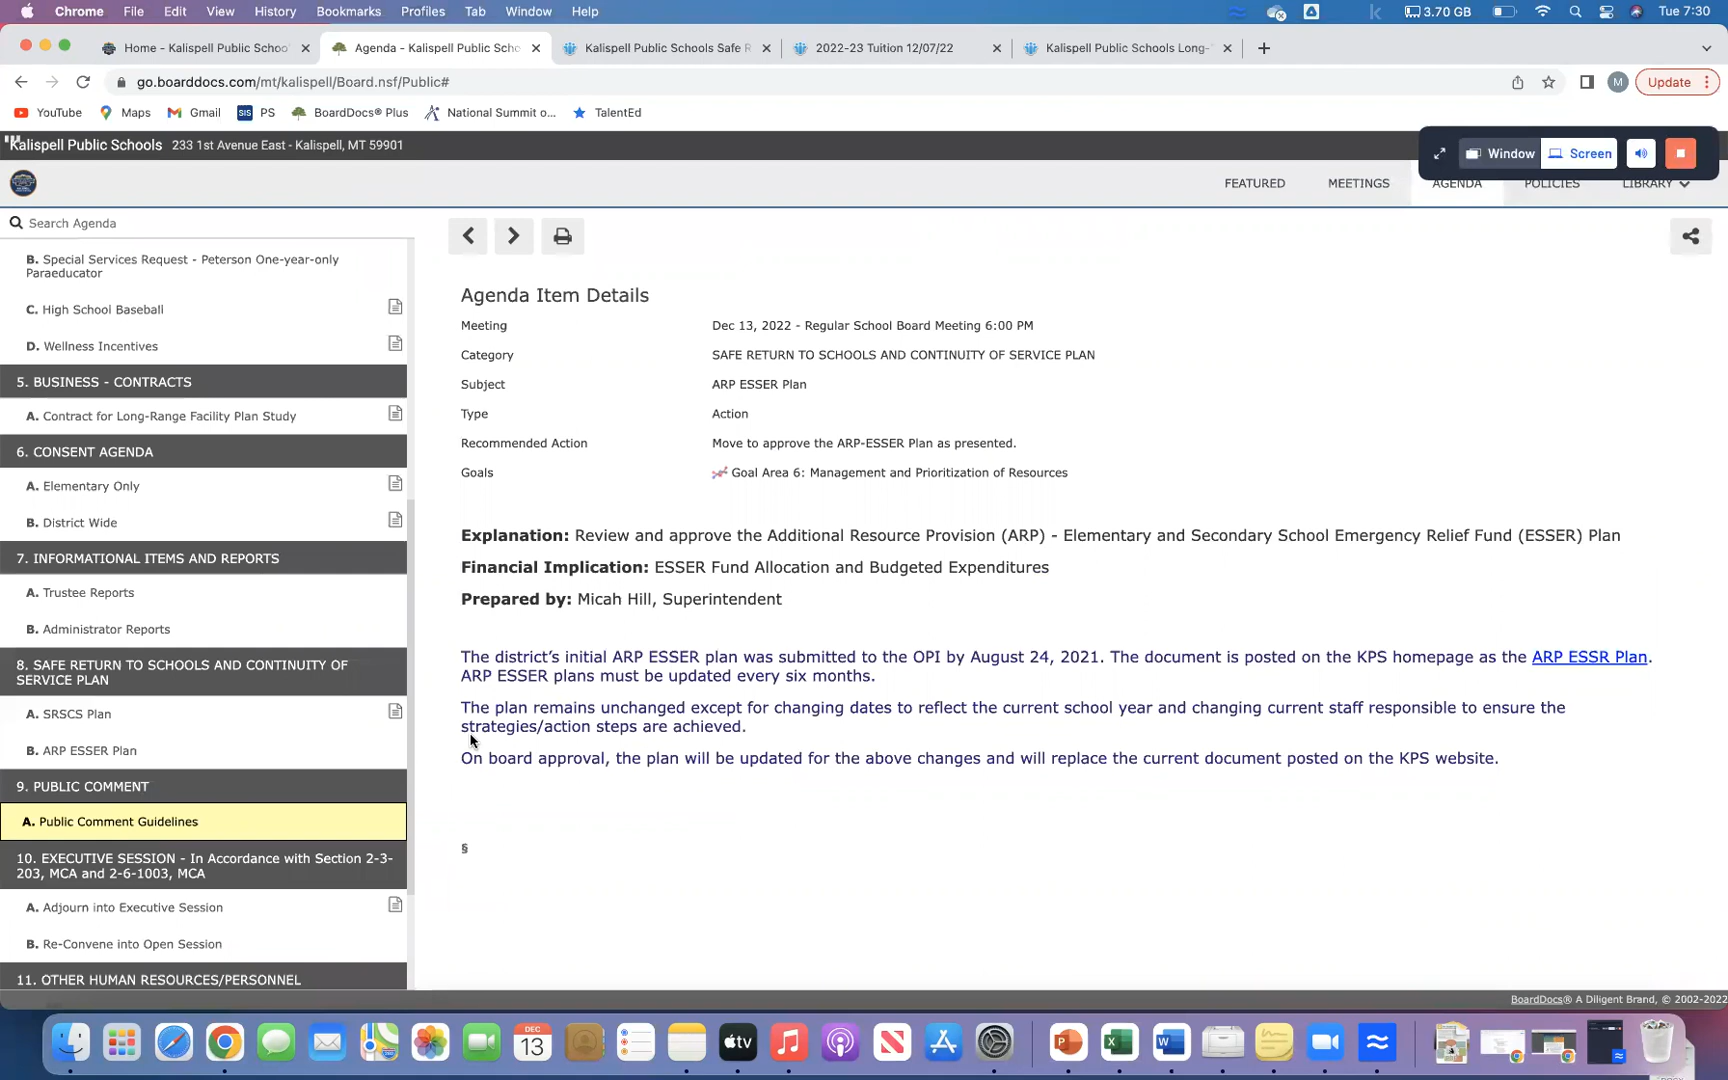 Chrome File Edit View History Bookmarks Profiles Tab Window Help 3.70 GB Tue 7:30
Home - Kalispell Public Schoo Agenda - Kalispell Public Scho Kalispell Public Schools Safe R 2022-23 Tuition 12/07/22 Kalispell Public Schools Long-
go.boarddocs.com/mt/kalispell/Board.nsf/Public# M Update
YouTube Maps Gmail SIS PS BoardDocs® Plus National Summit o... TalentEd
Kalispell Public Schools 233 1st Avenue East - Kalispell, MT 59901
Window Screen
FEATURED MEETINGS AGENDA POLICIES LIBRARY
Search Agenda
B. Special Services Request - Peterson One-year-only
Paraeducator
C. High School Baseball
D. Wellness Incentives
5. BUSINESS - CONTRACTS
A. Contract for Long-Range Facility Plan Study
6. CONSENT AGENDA
A. Elementary Only
B. District Wide
7. INFORMATIONAL ITEMS AND REPORTS
A. Trustee Reports
B. Administrator Reports
8. SAFE RETURN TO SCHOOLS AND CONTINUITY OF
SERVICE PLAN
A. SRSCS Plan
B. ARP ESSER Plan
9. PUBLIC COMMENT
A. Public Comment Guidelines
10. EXECUTIVE SESSION - In Accordance with Section 2-3-
203, MCA and 2-6-1003, MCA
A. Adjourn into Executive Session
B. Re-Convene into Open Session
11. OTHER HUMAN RESOURCES/PERSONNEL
Agenda Item Details
Meeting Dec 13, 2022 - Regular School Board Meeting 6:00 PM
Category SAFE RETURN TO SCHOOLS AND CONTINUITY OF SERVICE PLAN
Subject ARP ESSER Plan
Type Action
Recommended Action Move to approve the ARP-ESSER Plan as presented.
Goals Goal Area 6: Management and Prioritization of Resources
Explanation: Review and approve the Additional Resource Provision (ARP) - Elementary and Secondary School Emergency Relief Fund (ESSER) Plan
Financial Implication: ESSER Fund Allocation and Budgeted Expenditures
Prepared by: Micah Hill, Superintendent
The district's initial ARP ESSER plan was submitted to the OPI by August 24, 2021. The document is posted on the KPS homepage as the ARP ESSR Plan.
ARP ESSER plans must be updated every six months.
The plan remains unchanged except for changing dates to reflect the current school year and changing current staff responsible to ensure the
strategies/action steps are achieved.
On board approval, the plan will be updated for the above changes and will replace the current document posted on the KPS website.
§
BoardDocs® A Diligent Brand, © 2002-2022
DEC
13
tv